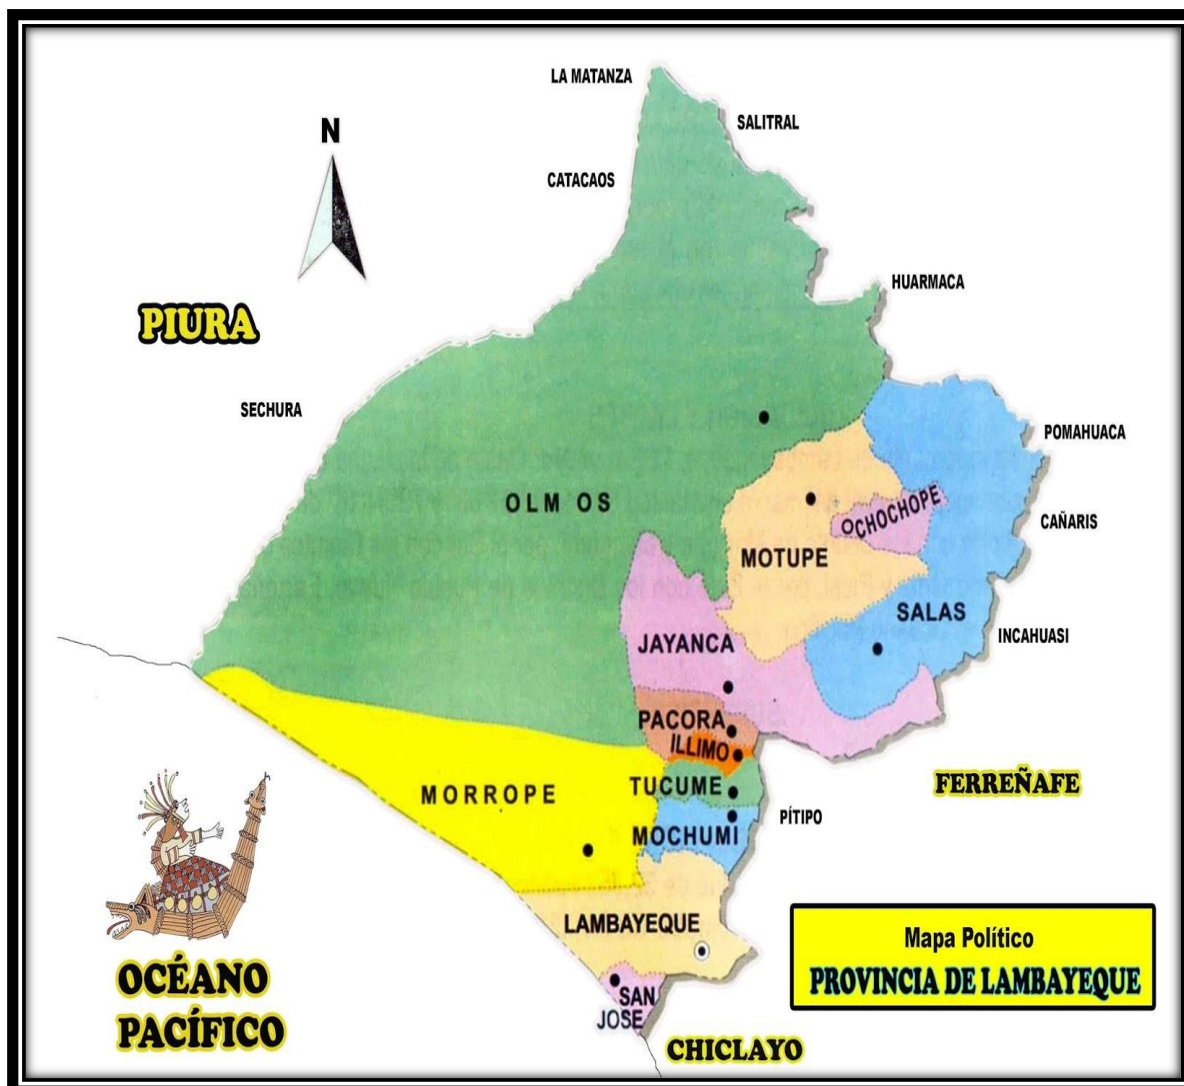 LA MATANZA
N
SALITRAL
CATACAOS
HUARMACA
PIURA
SECHURA
POMAHUACA
OLM OS
CHOCHOPE
CAÑARIS
MOTUPE
SALAS
INCAHUASI
JAYANCA
PACORA
ILLIMO
FERREÑAFE
TUCUME
MORROPE
PÍTIPO
MOCHUMI
LAMBAYEQUE
Mapa Político
PROVINCIA DE LAMBAYEQUE
OCÉANO
PACÍFICO
SAN
JOSE
CHICLAYO